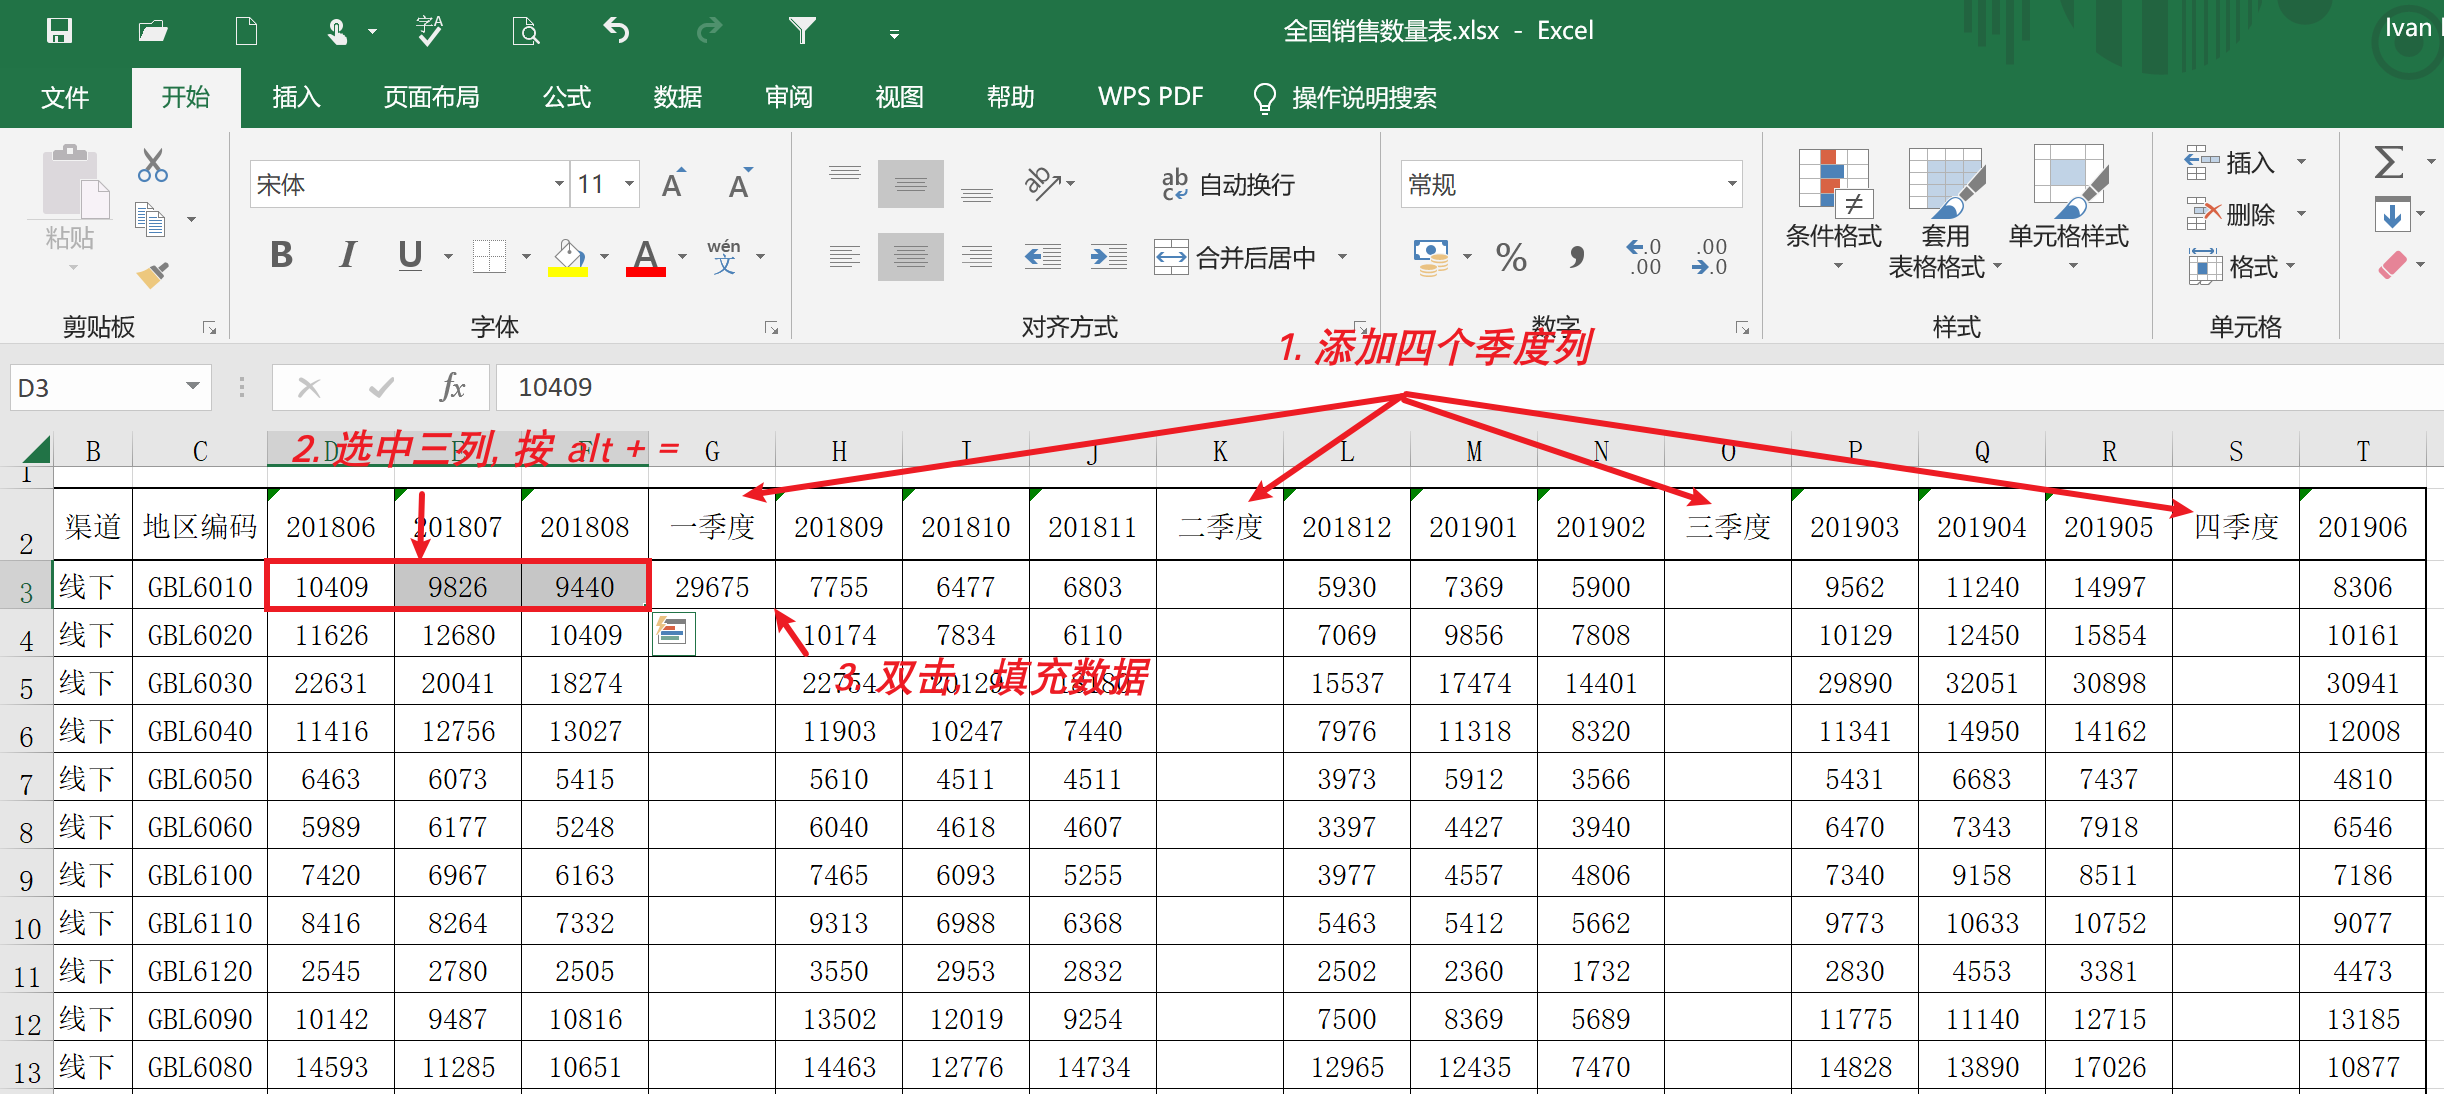 全国销售数量表.xlsx - Excel
Ivan
文件 开始 插入 页面布局 公式 数据 审阅 视图 帮助 WPS PDF 操作说明搜索
宋体 11 A A ab 自动换行 常规 插入
粘贴 B I U A wén 文 合并后居中 % , 条件格式 套用 表格格式 单元格样式 删除 格式
剪贴板 字体 对齐方式 数字 样式 单元格
1. 添加四个季度列
D3 fx 10409
2. 选中三列, 按 alt + =
B C D E F G H I J K L M N O P Q R S T
1
2 渠道 地区编码 201806 201807 201808 一季度 201809 201810 201811 二季度 201812 201901 201902 三季度 201903 201904 201905 四季度 201906
3 线下 GBL6010 10409 9826 9440 29675 7755 6477 6803 5930 7369 5900 9562 11240 14997 8306
4 线下 GBL6020 11626 12680 10409 10174 7834 6110 7069 9856 7808 10129 12450 15854 10161
3. 双击, 填充数据
5 线下 GBL6030 22631 20041 18274 15537 17474 14401 29890 32051 30898 30941
6 线下 GBL6040 11416 12756 13027 11903 10247 7440 7976 11318 8320 11341 14950 14162 12008
7 线下 GBL6050 6463 6073 5415 5610 4511 4511 3973 5912 3566 5431 6683 7437 4810
8 线下 GBL6060 5989 6177 5248 6040 4618 4607 3397 4427 3940 6470 7343 7918 6546
9 线下 GBL6100 7420 6967 6163 7465 6093 5255 3977 4557 4806 7340 9158 8511 7186
10 线下 GBL6110 8416 8264 7332 9313 6988 6368 5463 5412 5662 9773 10633 10752 9077
11 线下 GBL6120 2545 2780 2505 3550 2953 2832 2502 2360 1732 2830 4553 3381 4473
12 线下 GBL6090 10142 9487 10816 13502 12019 9254 7500 8369 5689 11775 11140 12715 13185
13 线下 GBL6080 14593 11285 10651 14463 12776 14734 12965 12435 7470 14828 13890 17026 10877